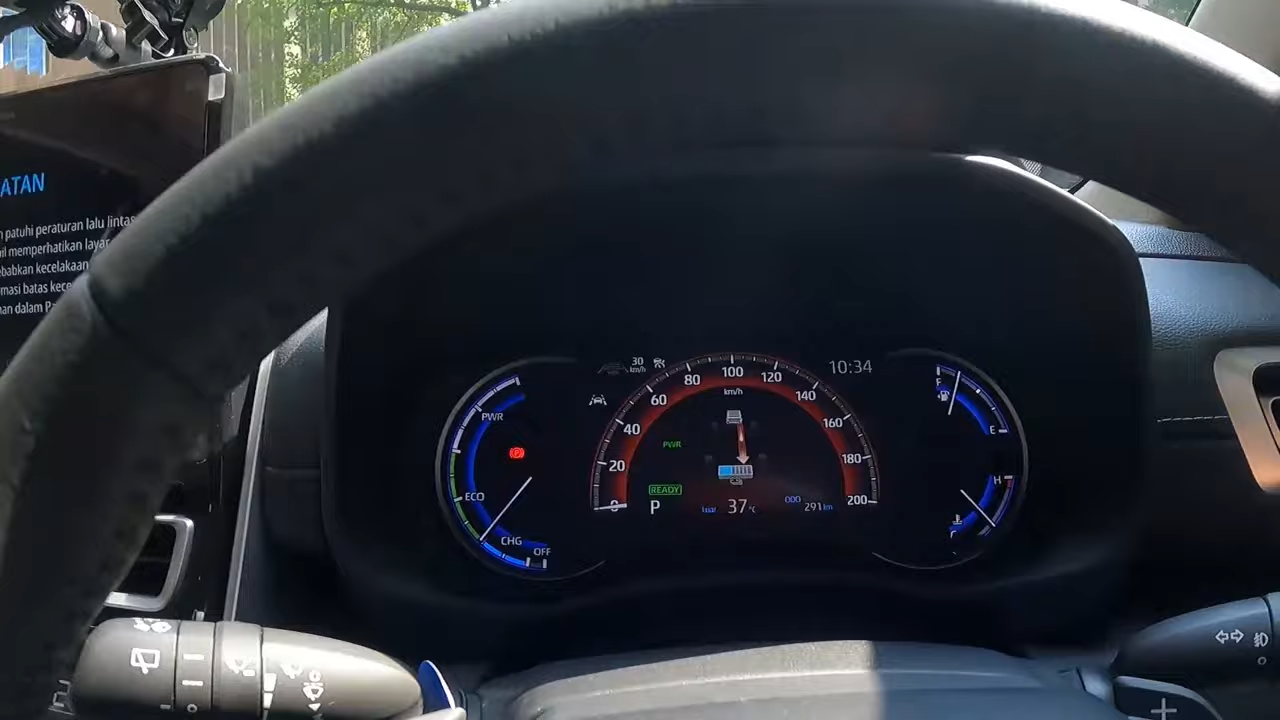 ATAN
patuhi peraturan lalu lintas
memperhatikan layar
kecelakaan
batas
dalam
30
km/h
10:34
PWR
ECO
CHG
OFF
0
20
40
60
80
100
120
140
160
180
200
km/h
PWR
READY
P
37°C
ODO
291 km
F
E
H